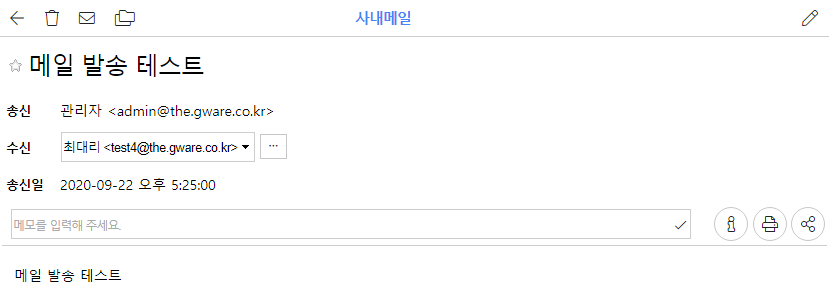 사내메일
메일 발송 테스트
송신 관리자 <admin@the.gware.co.kr>
수신 최대리 <test4@the.gware.co.kr> ...
송신일 2020-09-22 오후 5:25:00
메모를 입력해 주세요.
메일 발송 테스트